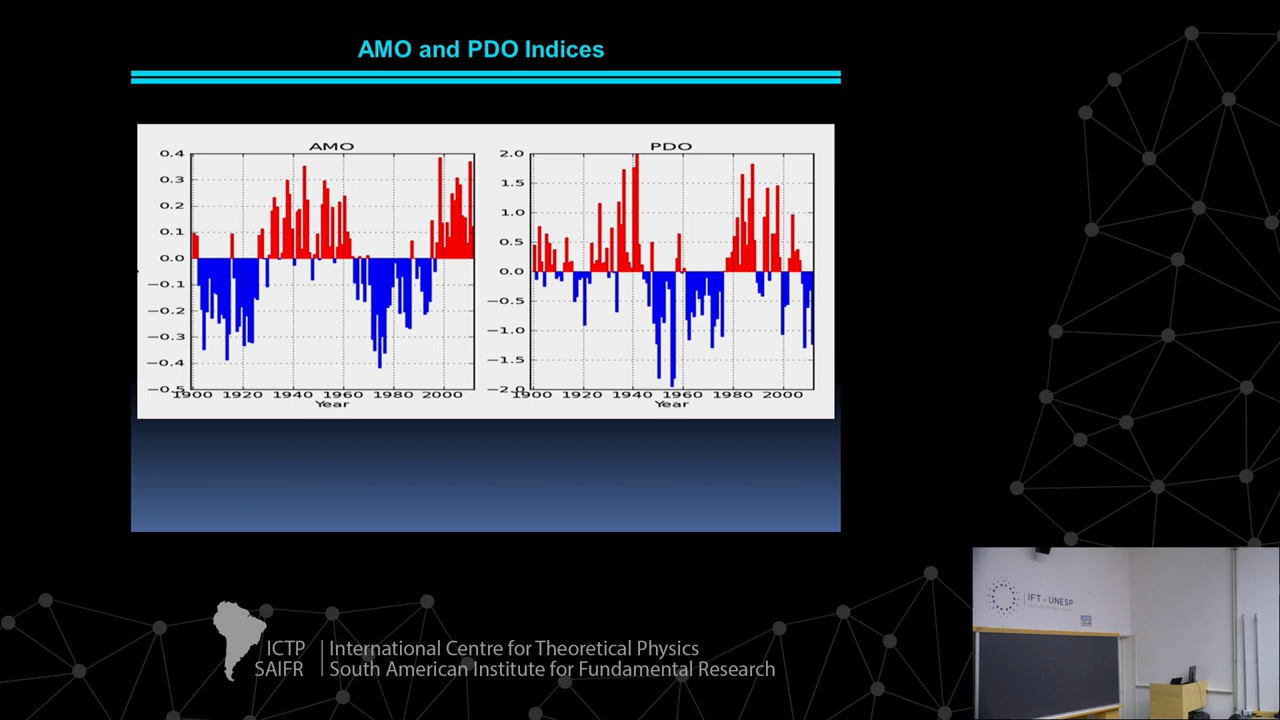 AMO and PDO Indices
AMO
0.4
0.3
0.2
0.1
0.0
−0.1
−0.2
−0.3
−0.4
−0.5
1900 1920 1940 1960 1980 2000
Year
PDO
2.0
1.5
1.0
0.5
0.0
−0.5
−1.0
−1.5
−2.0
1900 1920 1940 1960 1980 2000
Year
IFT - UNESP
ICTP
SAIFR
International Centre for Theoretical Physics
South American Institute for Fundamental Research